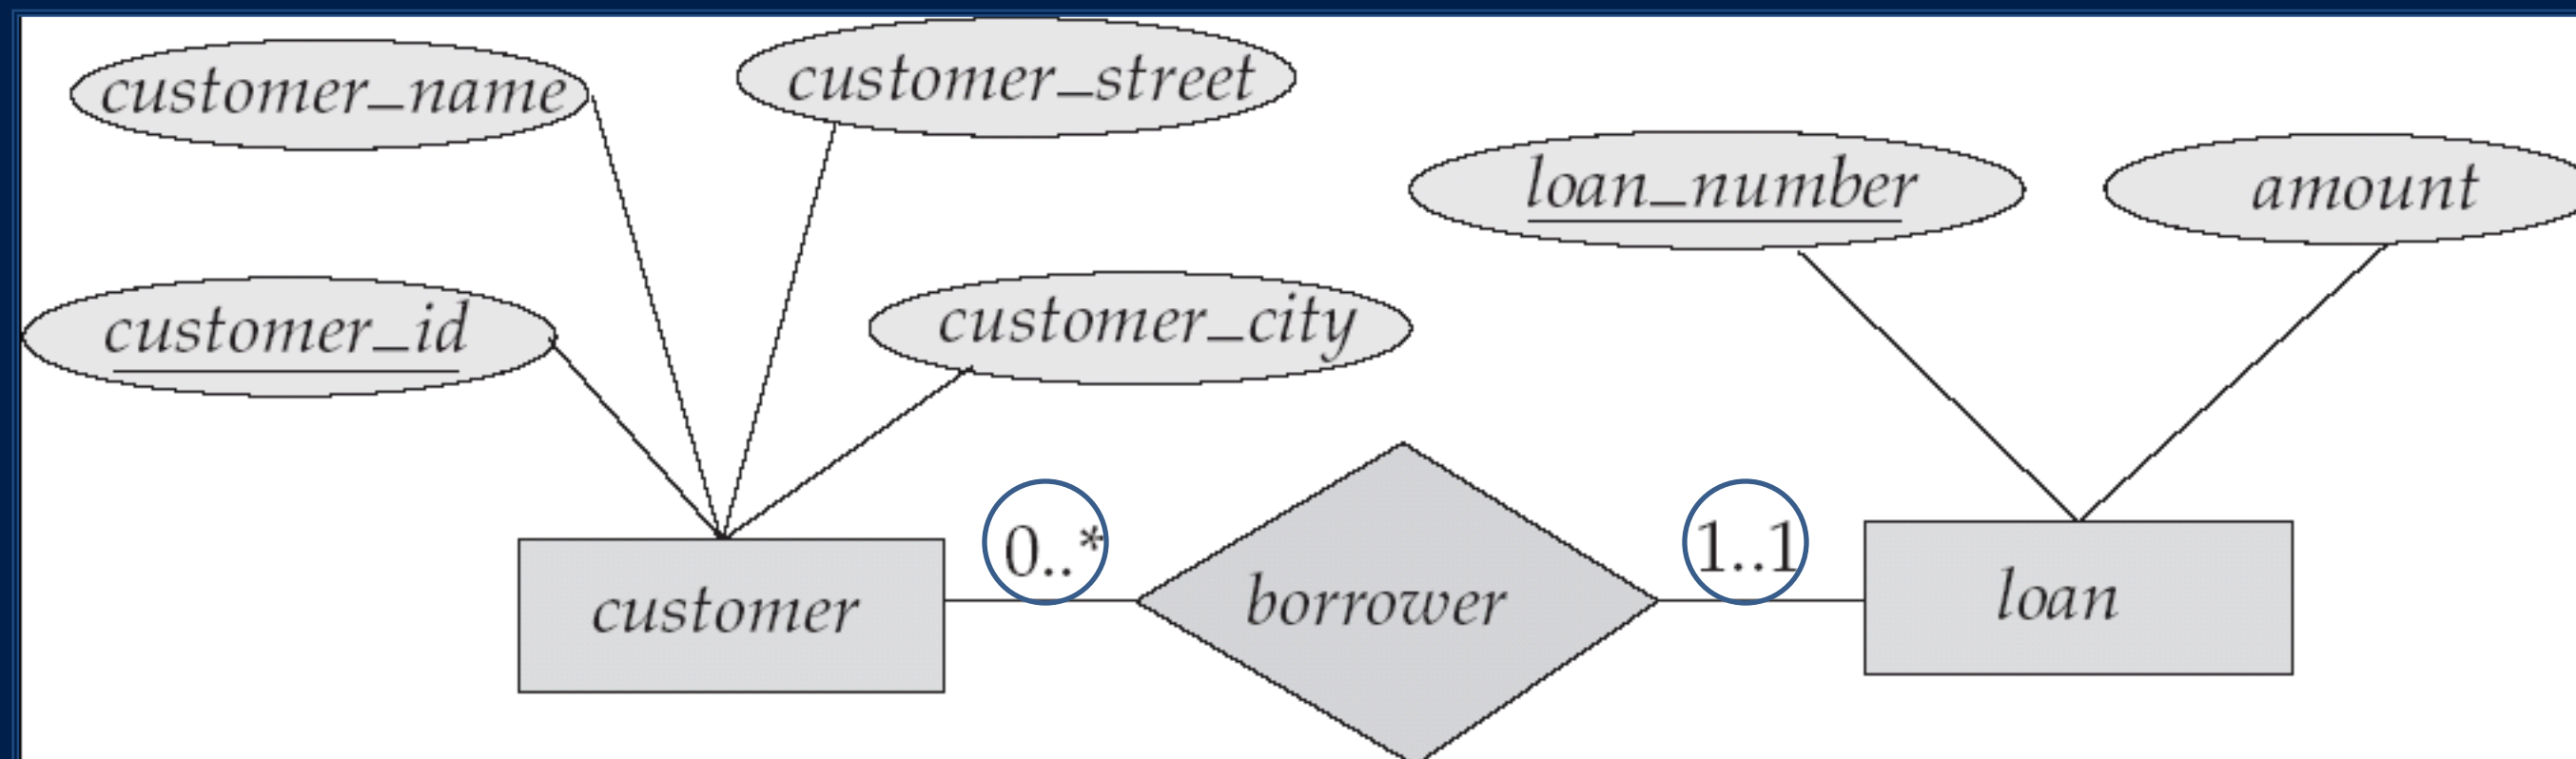 customer_name
customer_street
loan_number
amount
customer_id
customer_city
0..*
1..1
customer
borrower
loan